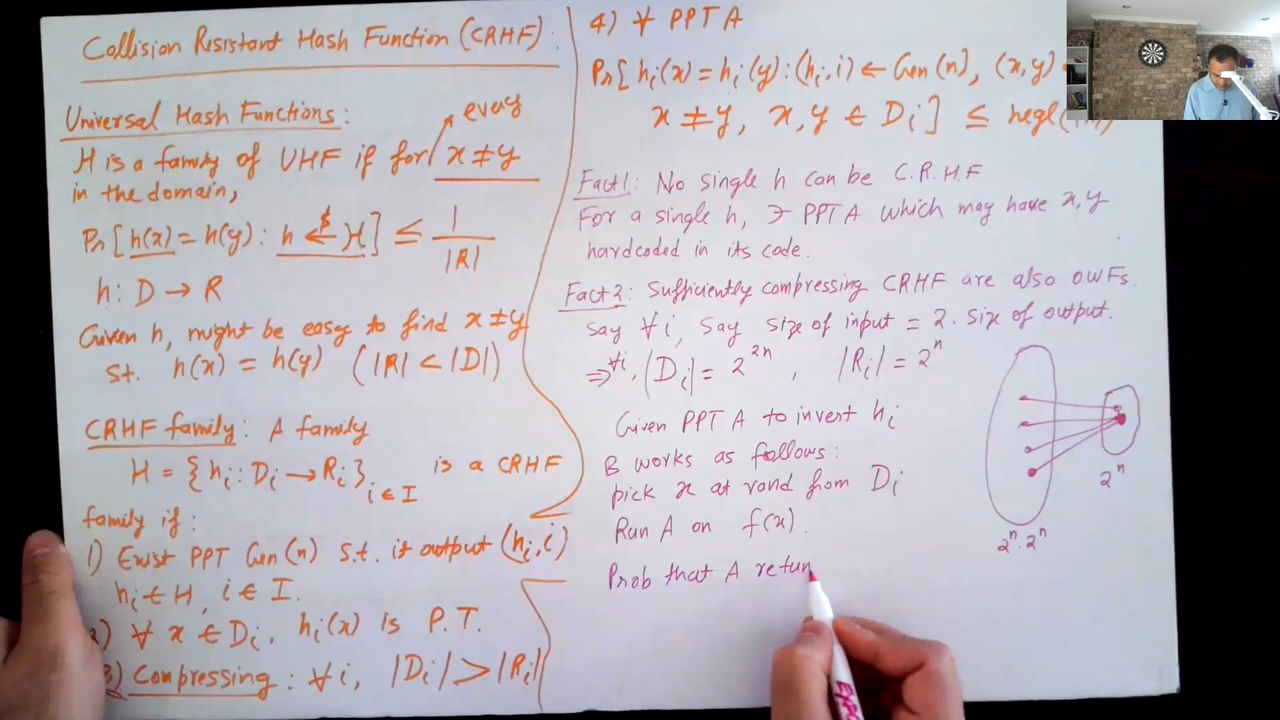 Collision Resistant Hash Function (CRHF):
Universal Hash Functions:
every
H is a family of UHF if for x ≠ y
in the domain,
Pr[h(x) = h(y) : h ←$ H] ≤ 1/|R|
h: D → R
Given h, might be easy to find x ≠ y
s.t. h(x) = h(y) (|R| < |D|)
CRHF family: A family
H = {hi: Di → Ri} i∈I is a CRHF
family if:
1) Exist PPT Gen(n) s.t. it output (hi, i)
hi ∈ H, i ∈ I.
2) ∀ x ∈ Di, hi(x) is P.T.
3) Compressing: ∀ i, |Di| > |Ri|
4) ∀ PPT A
Pr[hi(x) = hi(y) : (hi, i) ← Gen(n), (x, y)
x ≠ y, x, y ∈ Di] ≤ negl(
Fact 1: No single h can be C.R.H.F
For a single h, ∃ PPT A which may have x, y
hardcoded in its code.
Fact 2: Sufficiently compressing CRHF are also OWFs.
Say ∀i, say size of input = 2. size of output.
⇒ ∀i, |Di| = 2^2n, |Ri| = 2^n
Given PPT A to invert hi
B works as follows:
pick x at rand from Di
Run A on f(x).
Prob that A retun
2^n
2^n. 2^n